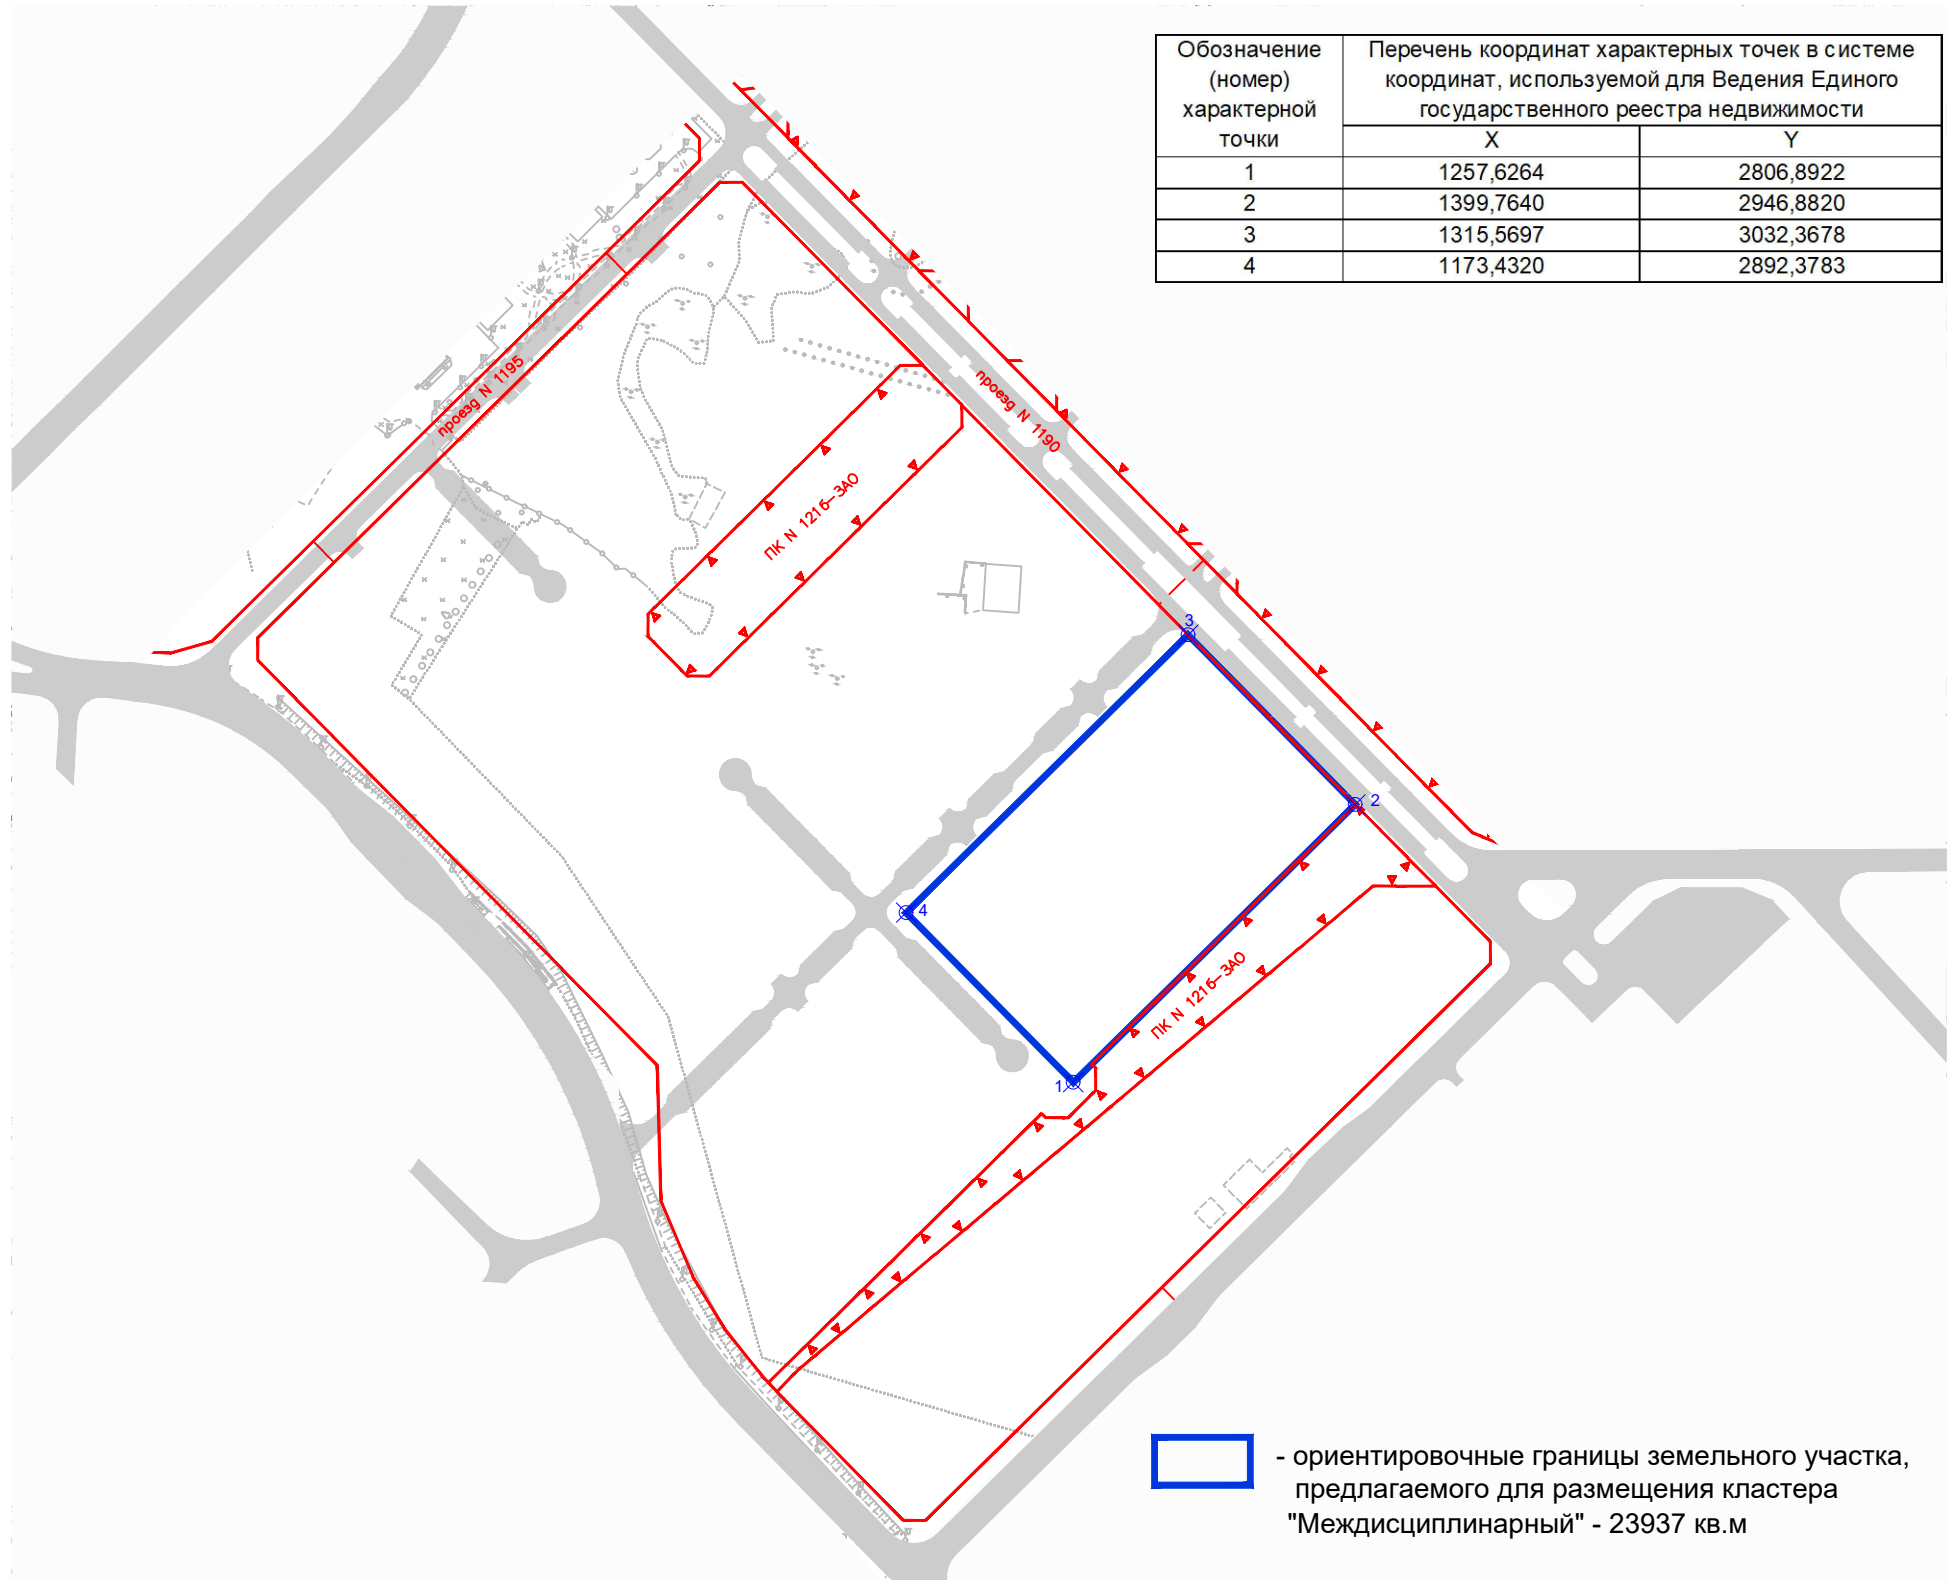 Обозначение
(номер)
характерной
точки
Перечень координат характерных точек в системе
координат, используемой для Ведения Единого
государственного реестра недвижимости
X Y
1 1257,6264 2806,8922
2 1399,7640 2946,8820
3 1315,5697 3032,3678
4 1173,4320 2892,3783
проезд N 1195
проезд N 1190
ПК N 1216-ЗАО
3
2
4
ПК N 1216-ЗАО
1
- ориентировочные границы земельного участка,
предлагаемого для размещения кластера
"Междисциплинарный" - 23937 кв.м